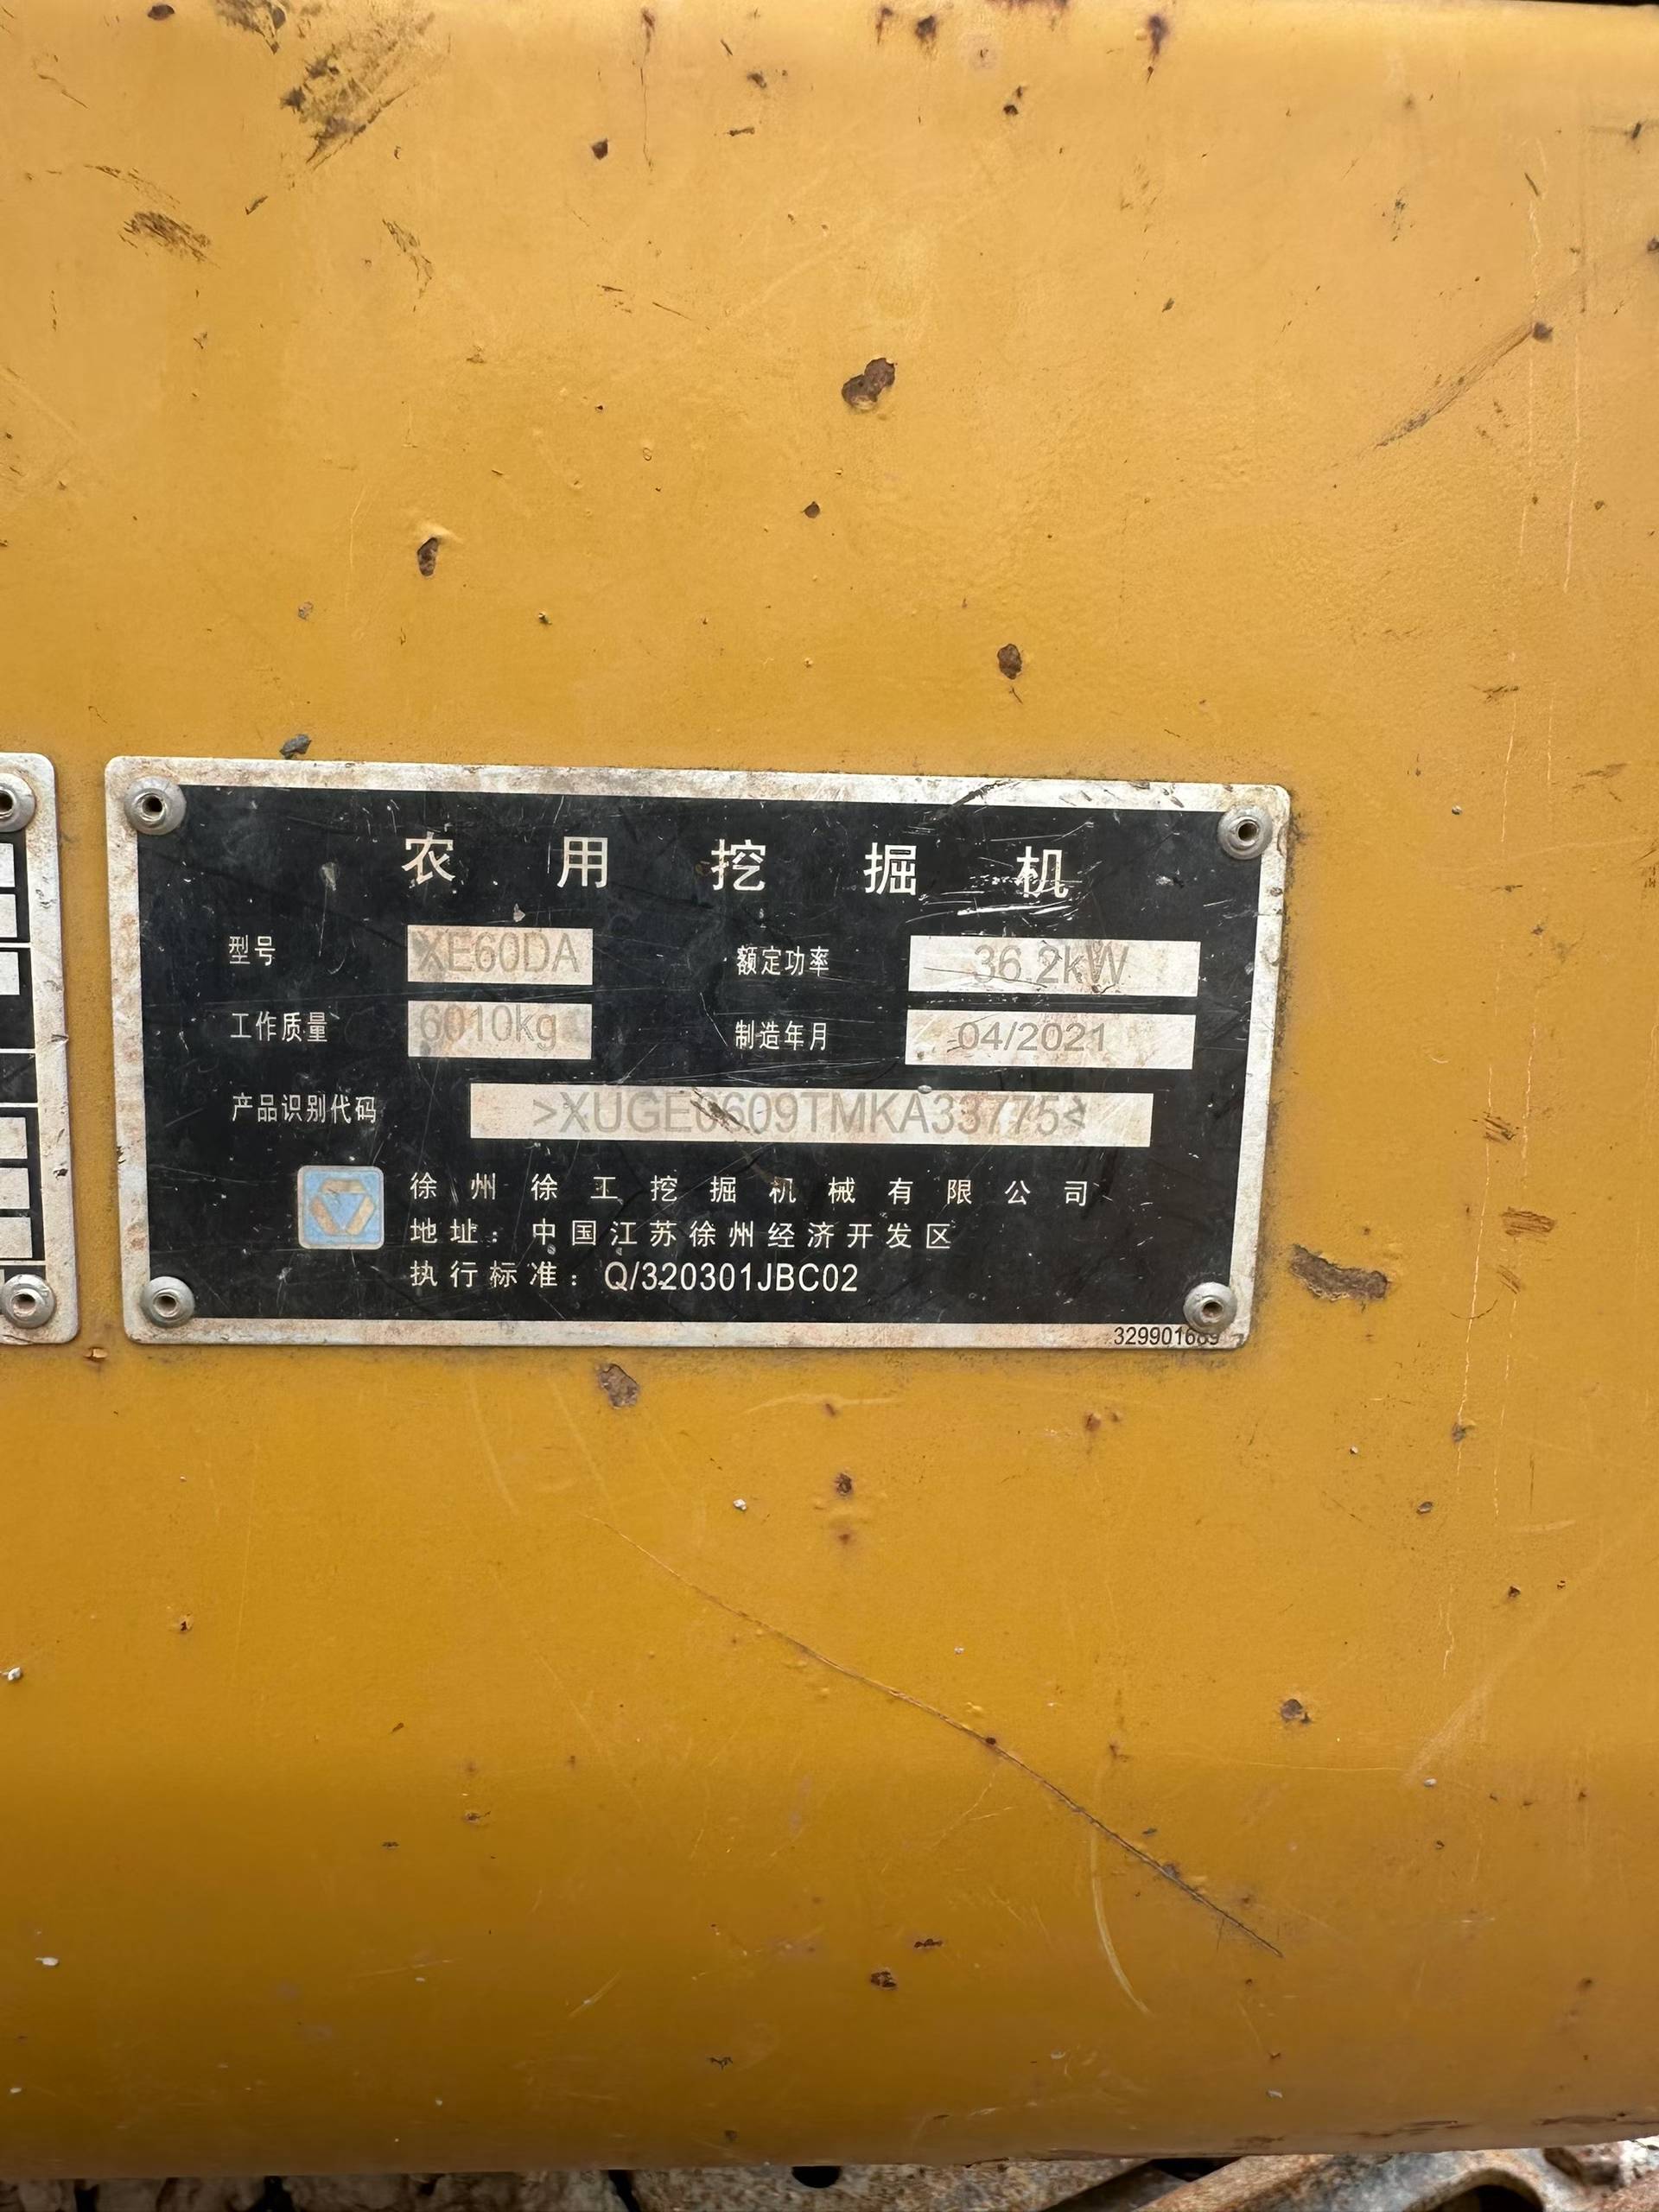 农用挖掘机
型号 XE60DA 额定功率 36.2kW
工作质量 6010kg 制造年月 04/2021
产品识别代码 >XUGE0609TMKA33775<
徐州徐工挖掘机械有限公司
地址：中国江苏徐州经济开发区
执行标准：Q/320301JBC02